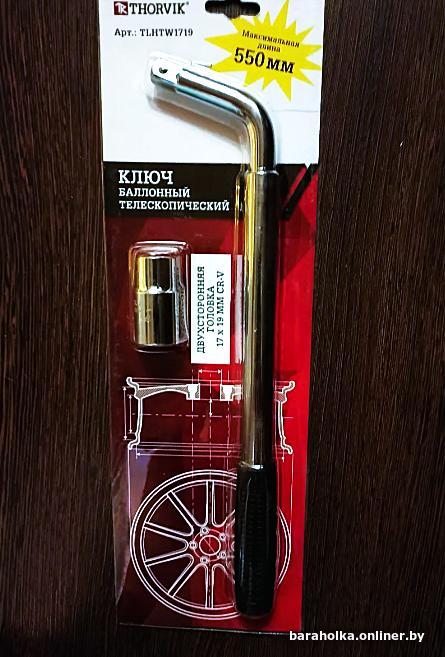 THORVIK®
Арт.: TLHTW1719
Максимальная
длина
550 мм
КЛЮЧ
БАЛЛОННЫЙ
ТЕЛЕСКОПИЧЕСКИЙ
ДВУХСТОРОННЯЯ
ГОЛОВКА
17 x 19 ММ CR-V
baraholka.onliner.by